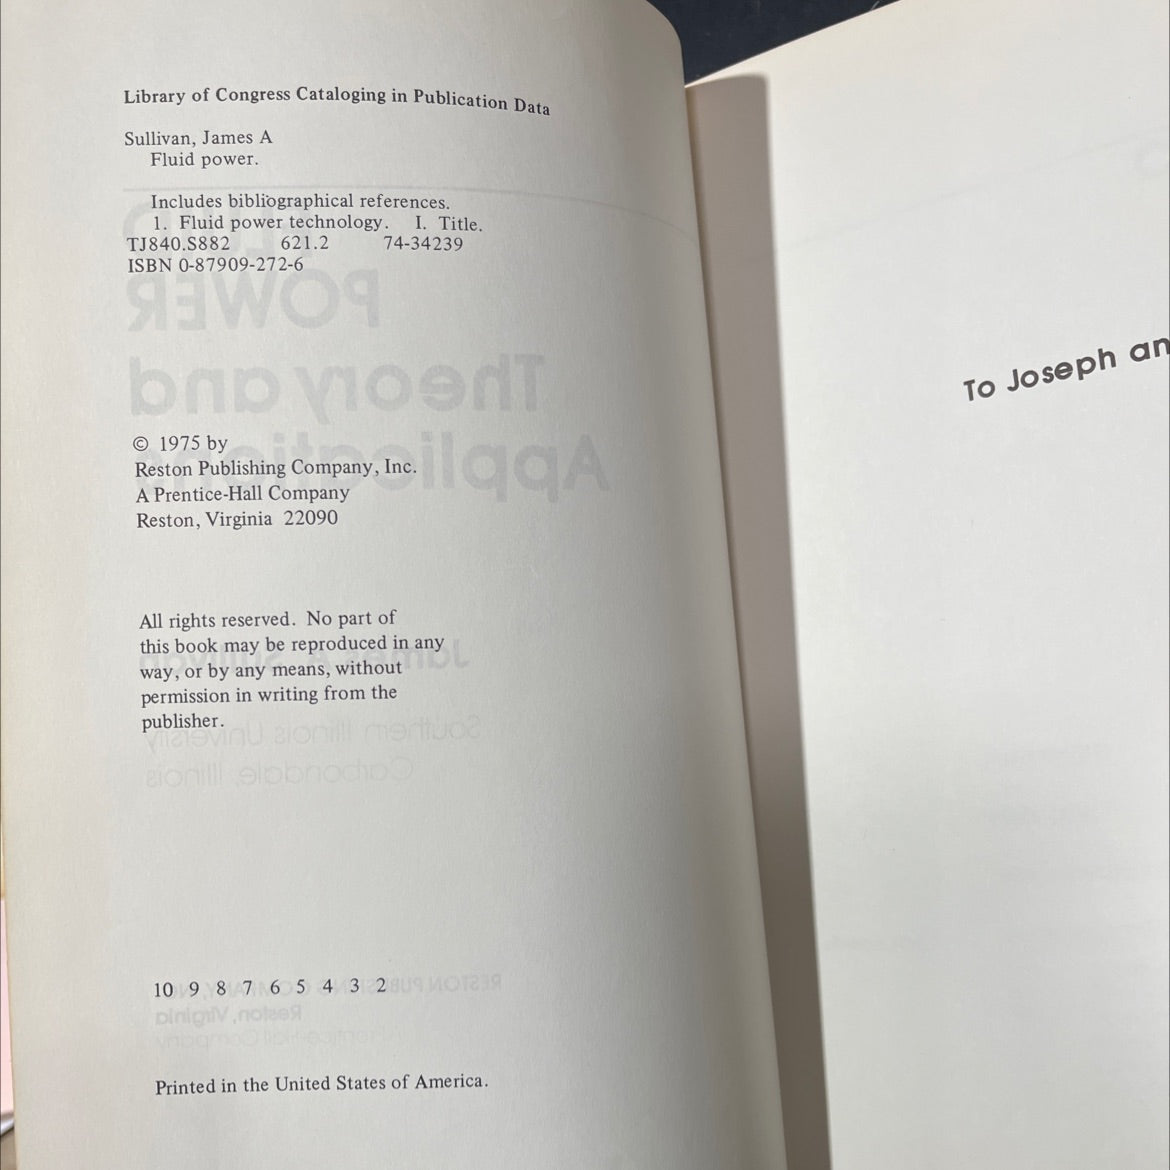 Library of Congress Cataloging in Publication Data
Sullivan, James A
Fluid power.
Includes bibliographical references.
1. Fluid power technology. I. Title.
TJ840.S882 621.2 74-34239
ISBN 0-87909-272-6
© 1975 by
Reston Publishing Company, Inc.
A Prentice-Hall Company
Reston, Virginia 22090
All rights reserved. No part of
this book may be reproduced in any
way, or by any means, without
permission in writing from the
publisher.
10 9 8 7 6 5 4 3 2
Printed in the United States of America.
To Joseph an